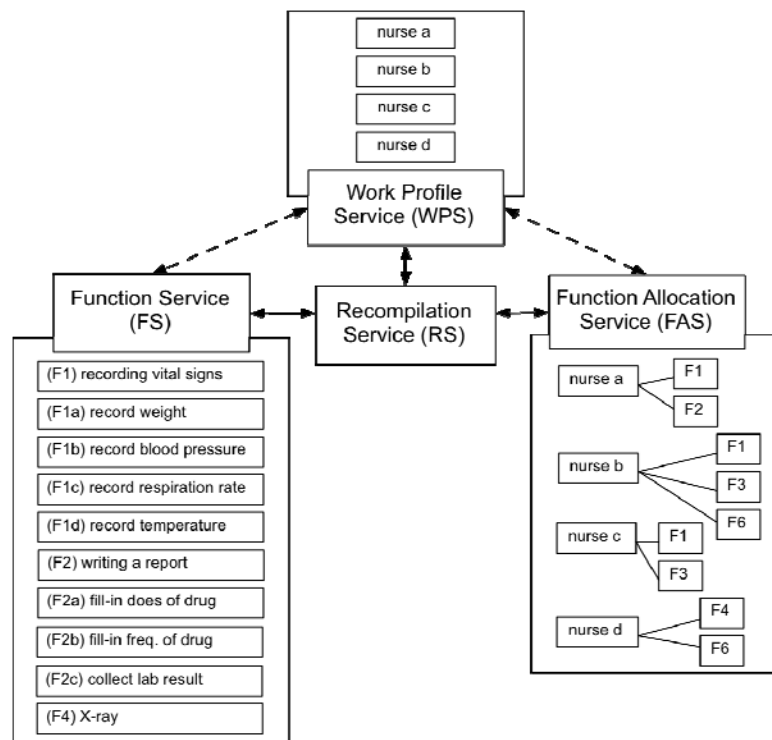 nurse a
nurse b
nurse c
nurse d
Work Profile
Service (WPS)
Function Service
(FS)
Recompilation
Service (RS)
Function Allocation
Service (FAS)
(F1) recording vital signs
(F1a) record weight
(F1b) record blood pressure
(F1c) record respiration rate
(F1d) record temperature
(F2) writing a report
(F2a) fill-in does of drug
(F2b) fill-in freq. of drug
(F2c) collect lab result
(F4) X-ray
nurse a
F1
F2
nurse b
F1
F3
F6
nurse c
F1
F3
nurse d
F4
F6